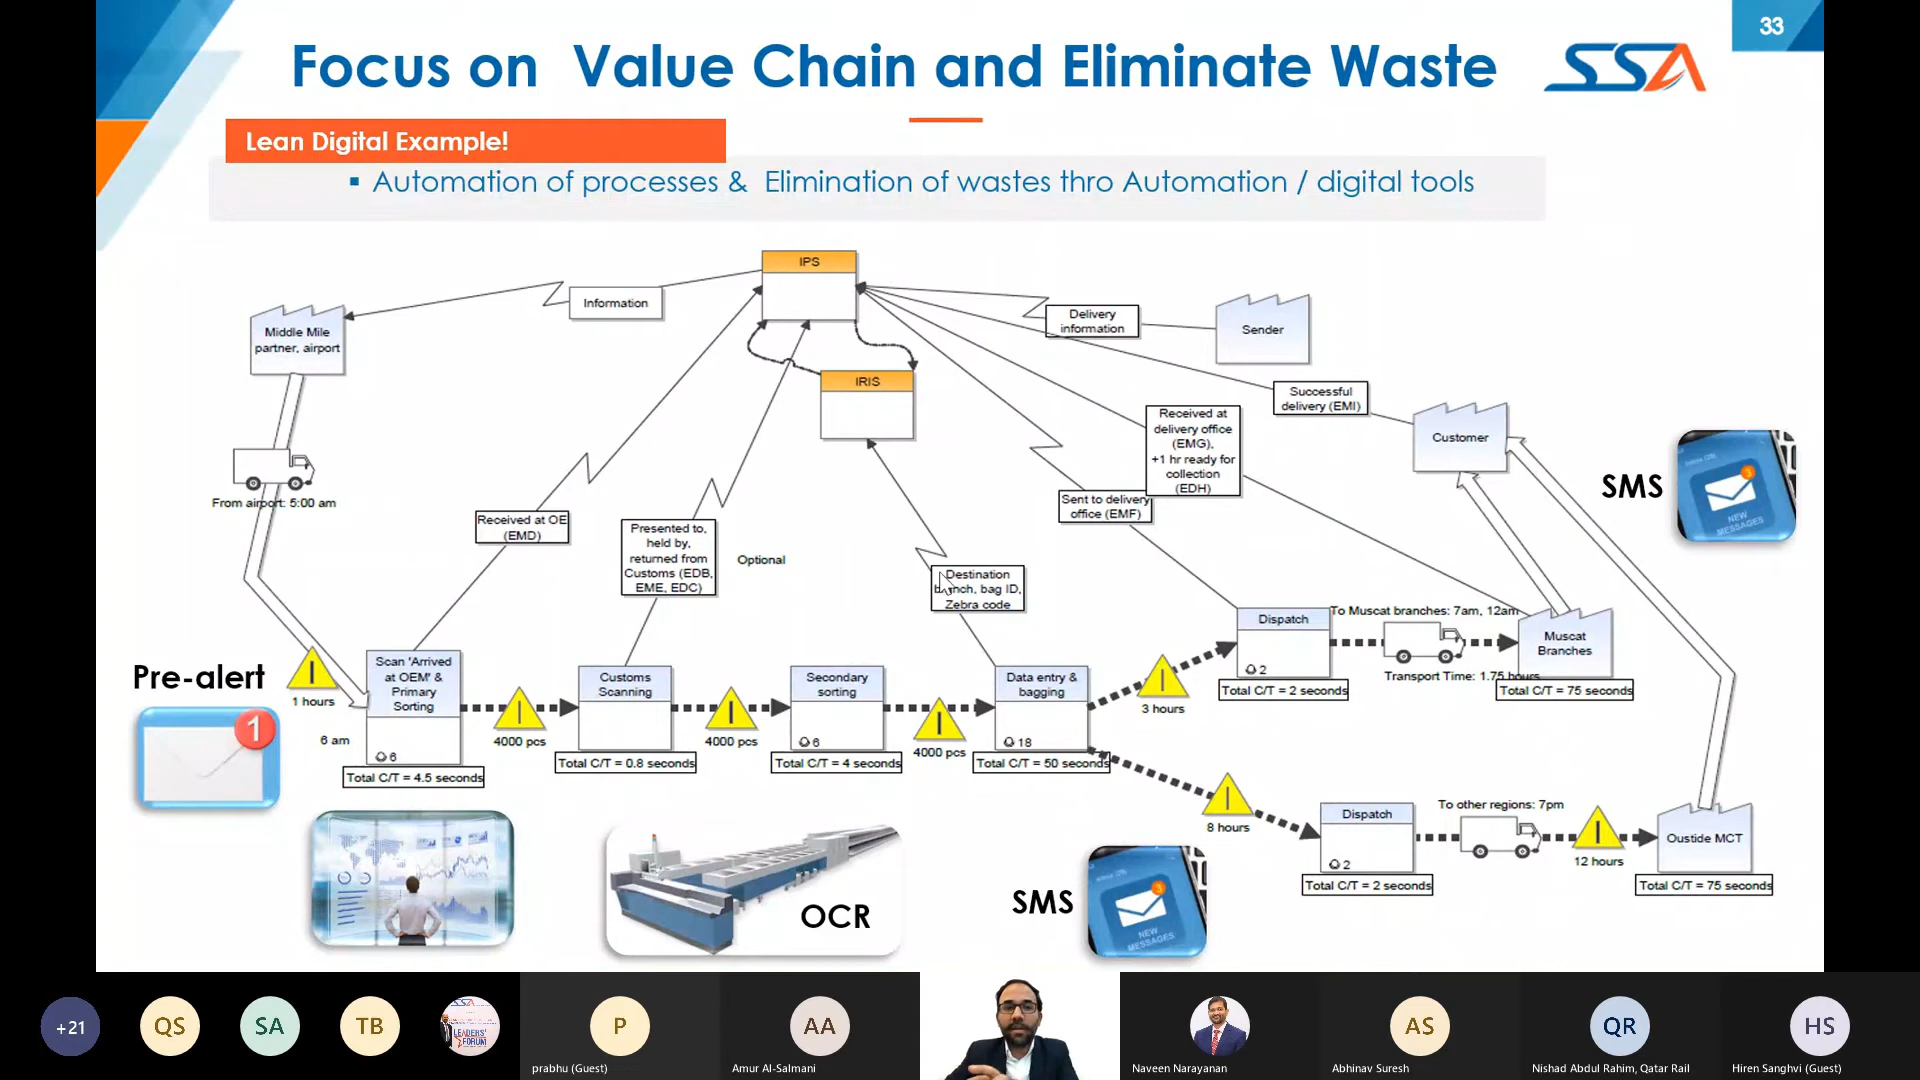 33
Focus on Value Chain and Eliminate Waste
SSA
Lean Digital Example!
▪ Automation of processes & Elimination of wastes thro Automation / digital tools
IPS
Information
Middle Mile
partner, airport
Delivery
information
Sender
IRIS
Successful
delivery (EMI)
Received at
delivery office
(EMG),
+1 hr ready for
collection
(EDH)
Customer
SMS
NEW
MESSAGES
From airport: 5:00 am
Received at OE
(EMD)
Presented to,
held by,
returned from
Customs (EDB,
EME, EDC)
Optional
Sent to delivery
office (EMF)
Destination
branch, bag ID,
Zebra code
Pre-alert
1
1 hours
6 am
Scan 'Arrived
at OEM' &
Primary
Sorting
6
Total C/T = 4.5 seconds
4000 pcs
Customs
Scanning
Total C/T = 0.8 seconds
4000 pcs
Secondary
sorting
6
Total C/T = 4 seconds
4000 pcs
Data entry &
bagging
18
Total C/T = 50 seconds
3 hours
Dispatch
2
Total C/T = 2 seconds
To Muscat branches: 7am, 12am
Transport Time: 1.75 hours
Muscat
Branches
Total C/T = 75 seconds
8 hours
Dispatch
2
Total C/T = 2 seconds
To other regions: 7pm
12 hours
Oustide MCT
Total C/T = 75 seconds
OCR
SMS
3
NEW
MESSAGES
+21
QS
SA
TB
LEADERS'
FORUM
P
prabhu (Guest)
AA
Amur Al-Salmani
Naveen Narayanan
AS
Abhinav Suresh
QR
Nishad Abdul Rahim, Qatar Rail
HS
Hiren Sanghvi (Guest)